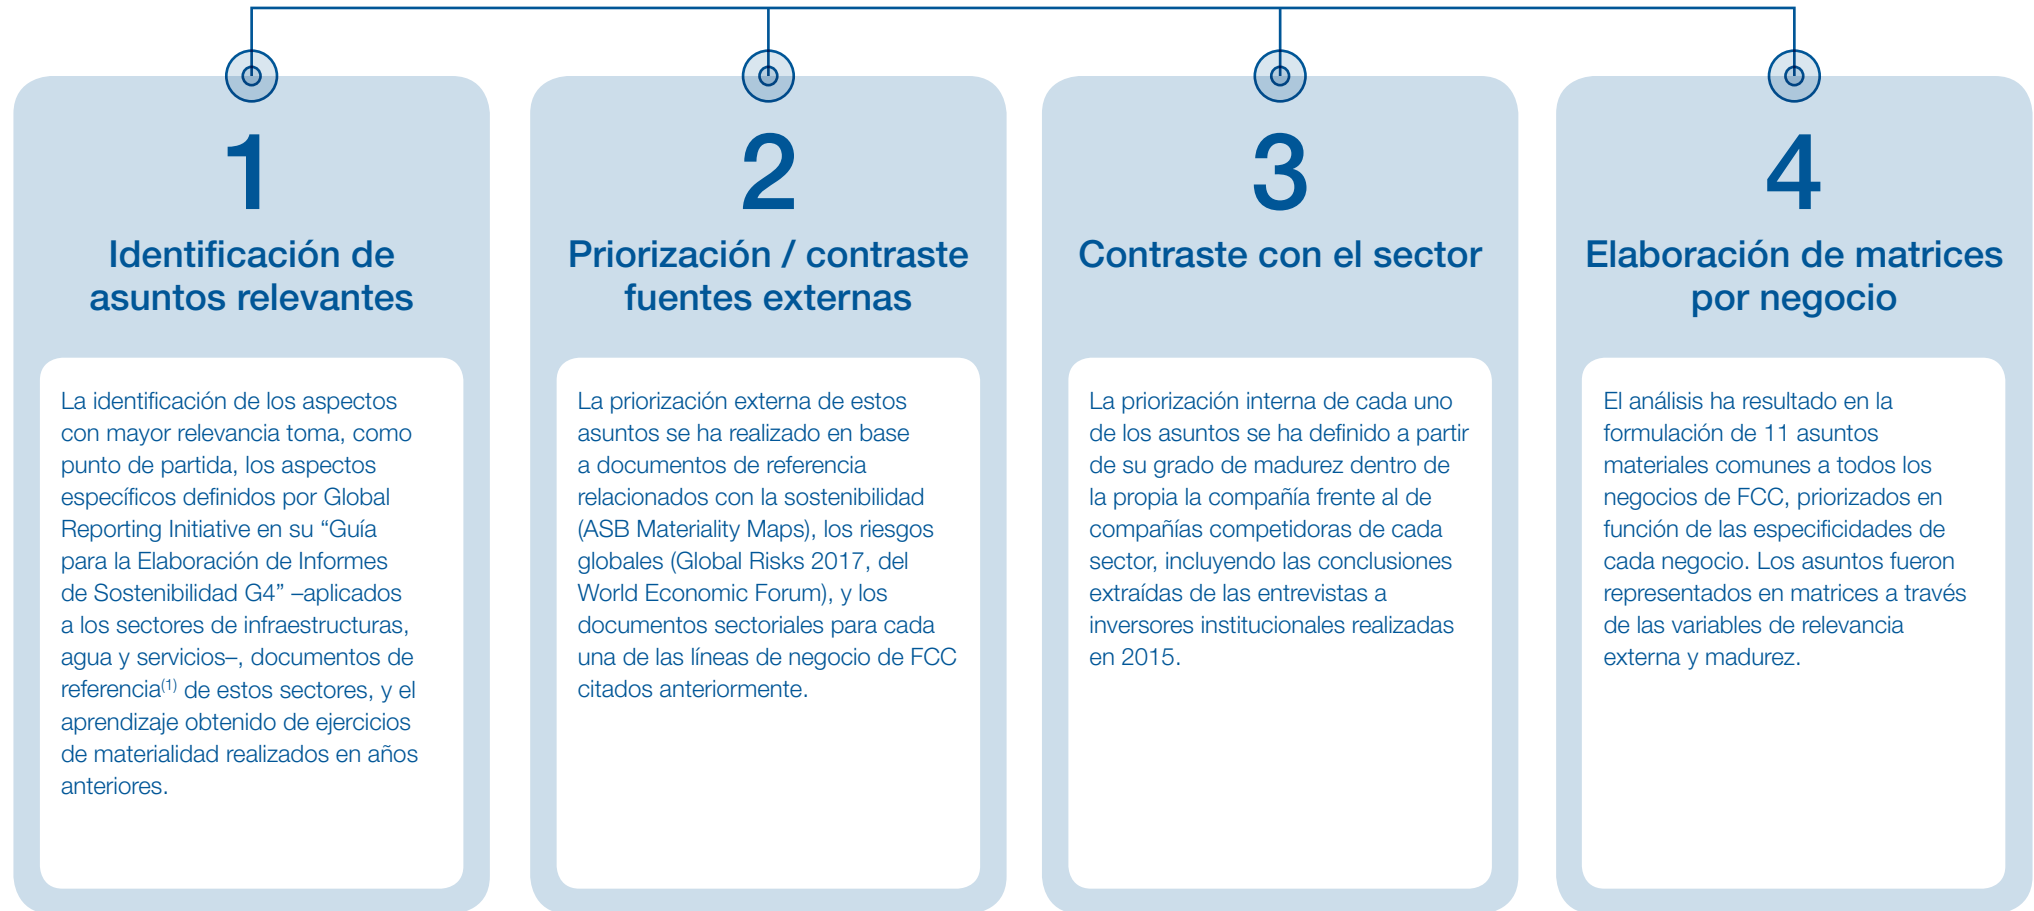 1
Identificación de
asuntos relevantes
La identificación de los aspectos
con mayor relevancia toma, como
punto de partida, los aspectos
específicos definidos por Global
Reporting Initiative en su “Guía
para la Elaboración de Informes
de Sostenibilidad G4” –aplicados
a los sectores de infraestructuras,
agua y servicios–, documentos de
referencia(1) de estos sectores, y el
aprendizaje obtenido de ejercicios
de materialidad realizados en años
anteriores.
2
Priorización / contraste
fuentes externas
La priorización externa de estos
asuntos se ha realizado en base
a documentos de referencia
relacionados con la sostenibilidad
(ASB Materiality Maps), los riesgos
globales (Global Risks 2017, del
World Economic Forum), y los
documentos sectoriales para cada
una de las líneas de negocio de FCC
citados anteriormente.
3
Contraste con el sector
La priorización interna de cada uno
de los asuntos se ha definido a partir
de su grado de madurez dentro de
la propia la compañía frente al de
compañías competidoras de cada
sector, incluyendo las conclusiones
extraídas de las entrevistas a
inversores institucionales realizadas
en 2015.
4
Elaboración de matrices
por negocio
El análisis ha resultado en la
formulación de 11 asuntos
materiales comunes a todos los
negocios de FCC, priorizados en
función de las especificidades de
cada negocio. Los asuntos fueron
representados en matrices a través
de las variables de relevancia
externa y madurez.